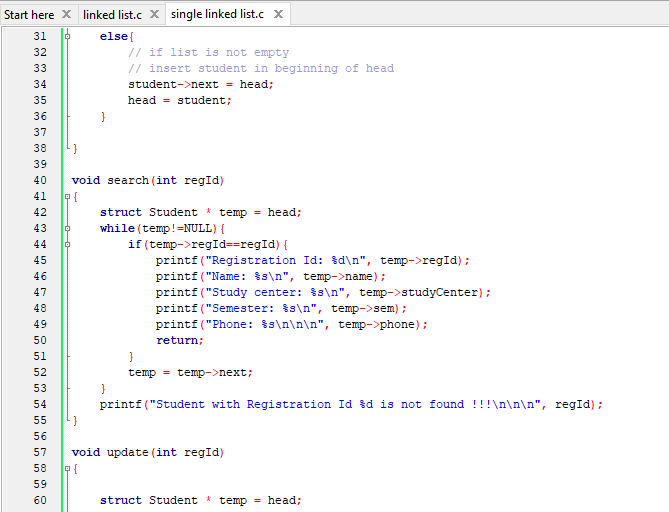 Start here X linked list.c X single linked list.c X
31 else{
32 // if list is not empty
33 // insert student in beginning of head
34 student->next = head;
35 head = student;
36 }
37
38 }
39
40 void search(int regId)
41 {
42 struct Student * temp = head;
43 while(temp!=NULL){
44 if(temp->regId==regId){
45 printf("Registration Id: %d\n", temp->regId);
46 printf("Name: %s\n", temp->name);
47 printf("Study center: %s\n", temp->studyCenter);
48 printf("Semester: %s\n", temp->sem);
49 printf("Phone: %s\n\n\n", temp->phone);
50 return;
51 }
52 temp = temp->next;
53 }
54 printf("Student with Registration Id %d is not found !!!\n\n\n", regId);
55 }
56
57 void update(int regId)
58 {
59
60 struct Student * temp = head;